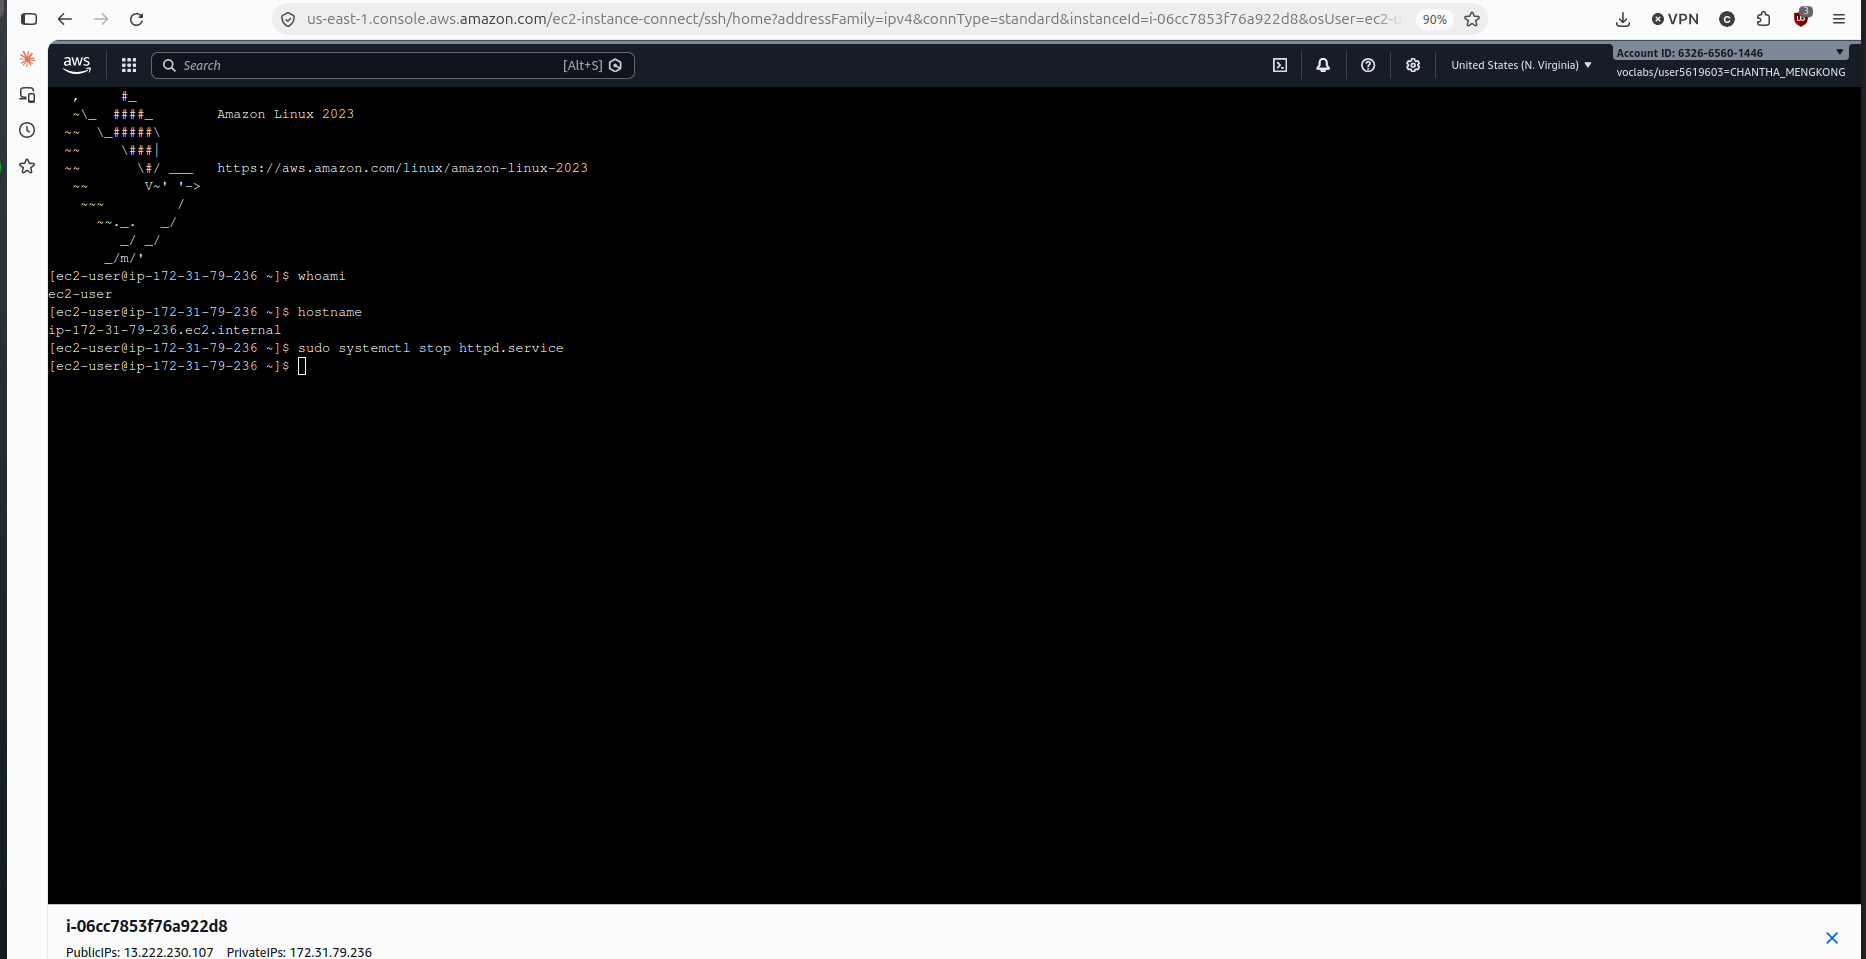 us-east-1.console.aws.amazon.com/ec2-instance-connect/ssh/home?addressFamily=ipv4&connType=standard&instanceId=i-06cc7853f76a922d8&osUser=ec2-u
90%
VPN
C
3
aws
Search
[Alt+S]
United States (N. Virginia)
Account ID: 6326-6560-1446
voclabs/user5619603=CHANTHA_MENGKONG
   ,     #_
   ~\_  ####_        Amazon Linux 2023
  ~~  \_#####\
  ~~     \###|
  ~~       \#/ ___   https://aws.amazon.com/linux/amazon-linux-2023
   ~~       V~' '->
    ~~~         /
      ~~._.   _/
         _/ _/
       _/m/'
[ec2-user@ip-172-31-79-236 ~]$ whoami
ec2-user
[ec2-user@ip-172-31-79-236 ~]$ hostname
ip-172-31-79-236.ec2.internal
[ec2-user@ip-172-31-79-236 ~]$ sudo systemctl stop httpd.service
[ec2-user@ip-172-31-79-236 ~]$
i-06cc7853f76a922d8
PublicIPs: 13.222.230.107    PrivateIPs: 172.31.79.236